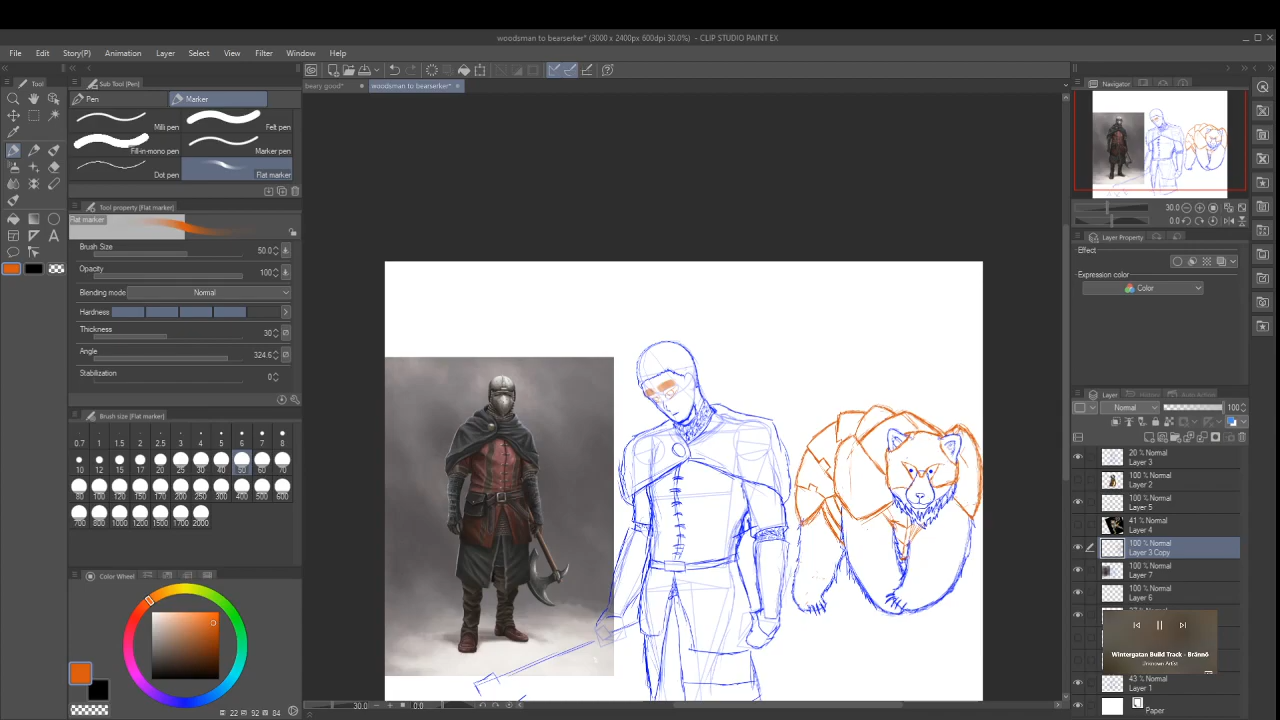 woodsman to bearserker* (3000 x 2400px 600dpi 30.0%) - CLIP STUDIO PAINT EX
File Edit Story(P) Animation Layer Select View Filter Window Help
Tool
Sub Tool [Pen]
beary good*
woodsman to bearserker*
Navigator
Pen
Marker
Milli pen
Felt pen
Fill-in-mono pen
Marker pen
Dot pen
Flat marker
Tool property [Flat marker]
Flat marker
Brush Size 50.0
Opacity 100
Blending mode Normal
Hardness
Thickness 30
Angle 324.6
Stabilization 0
Brush size [Flat marker]
0.7 1 1.5 2 2.5 3 4 5 6 7 8
10 12 15 17 20 25 30 40 50 60 70
80 100 120 150 170 200 250 300 400 500 600
700 800 1000 1200 1500 1700 2000
Color Wheel
22 92 84
30.0
0.0
30.0
0.0
Layer Property
Effect
Expression color
Color
Layer
History
Auto Action
Normal 100
20 % Normal
Layer 3
100 % Normal
Layer 2
100 % Normal
Layer 5
41 % Normal
Layer 4
100 % Normal
Layer 3 Copy
100 % Normal
Layer 7
100 % Normal
Layer 6
Wintergatan Build Track - Brännö
Unknown Artist
43 % Normal
Layer 1
Paper